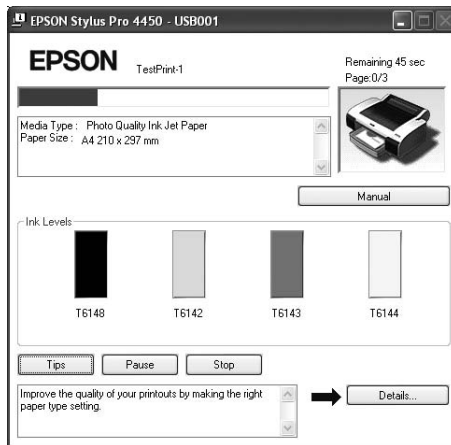 EPSON Stylus Pro 4450 - USB001
EPSON
TestPrint-1
Remaining 45 sec
Page:0/3
Media Type : Photo Quality Ink Jet Paper
Paper Size : A4 210 x 297 mm
Manual
Ink Levels
T6148 T6142 T6143 T6144
Tips Pause Stop
Improve the quality of your printouts by making the right
paper type setting.
Details...